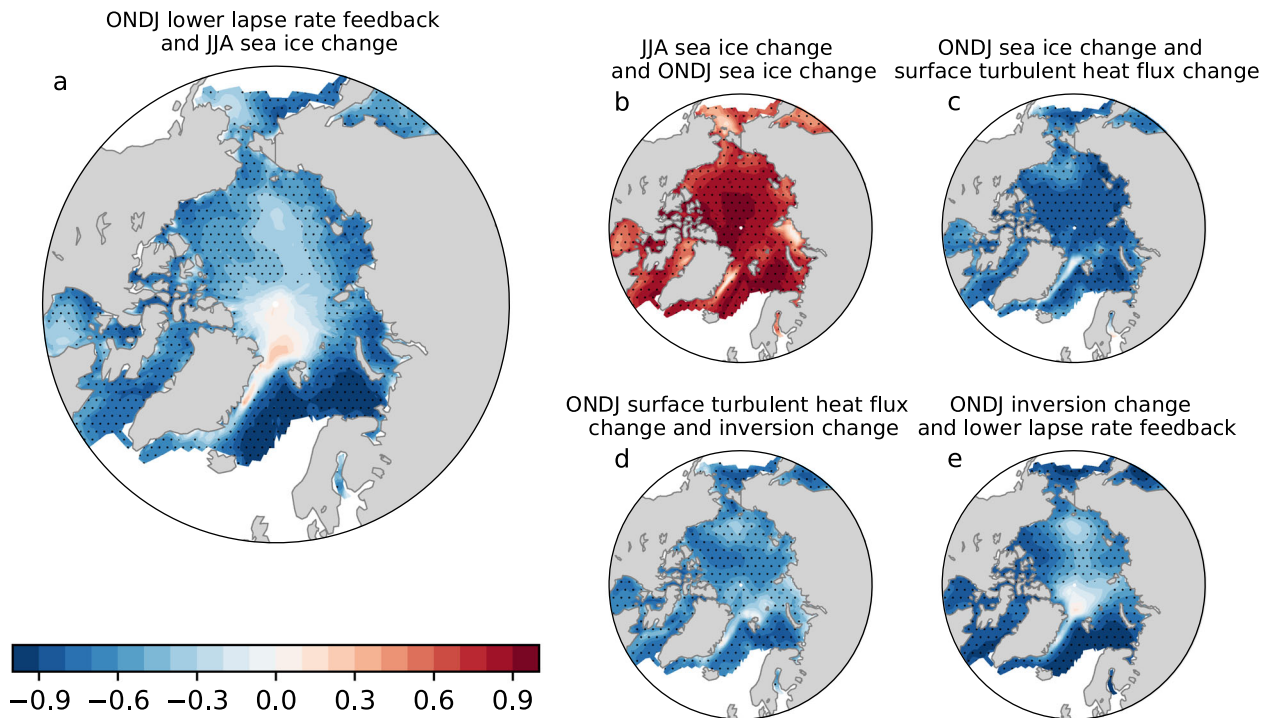 ONDJ lower lapse rate feedback
and JJA sea ice change
a
JJA sea ice change
and ONDJ sea ice change
b
ONDJ sea ice change and
surface turbulent heat flux change
c
ONDJ surface turbulent heat flux
change and inversion change
d
ONDJ inversion change
and lower lapse rate feedback
e
−0.9 −0.6 −0.3 0.0 0.3 0.6 0.9